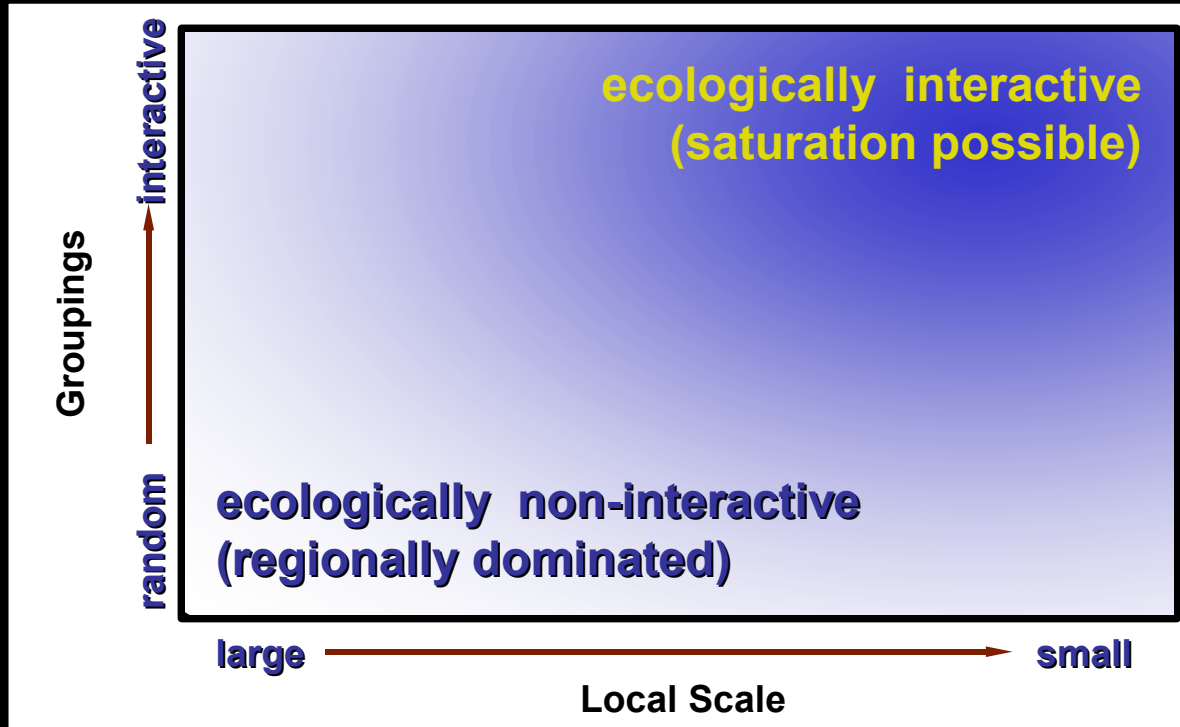 interactive
Groupings
random
ecologically interactive
(saturation possible)
ecologically non-interactive
(regionally dominated)
large
small
Local Scale